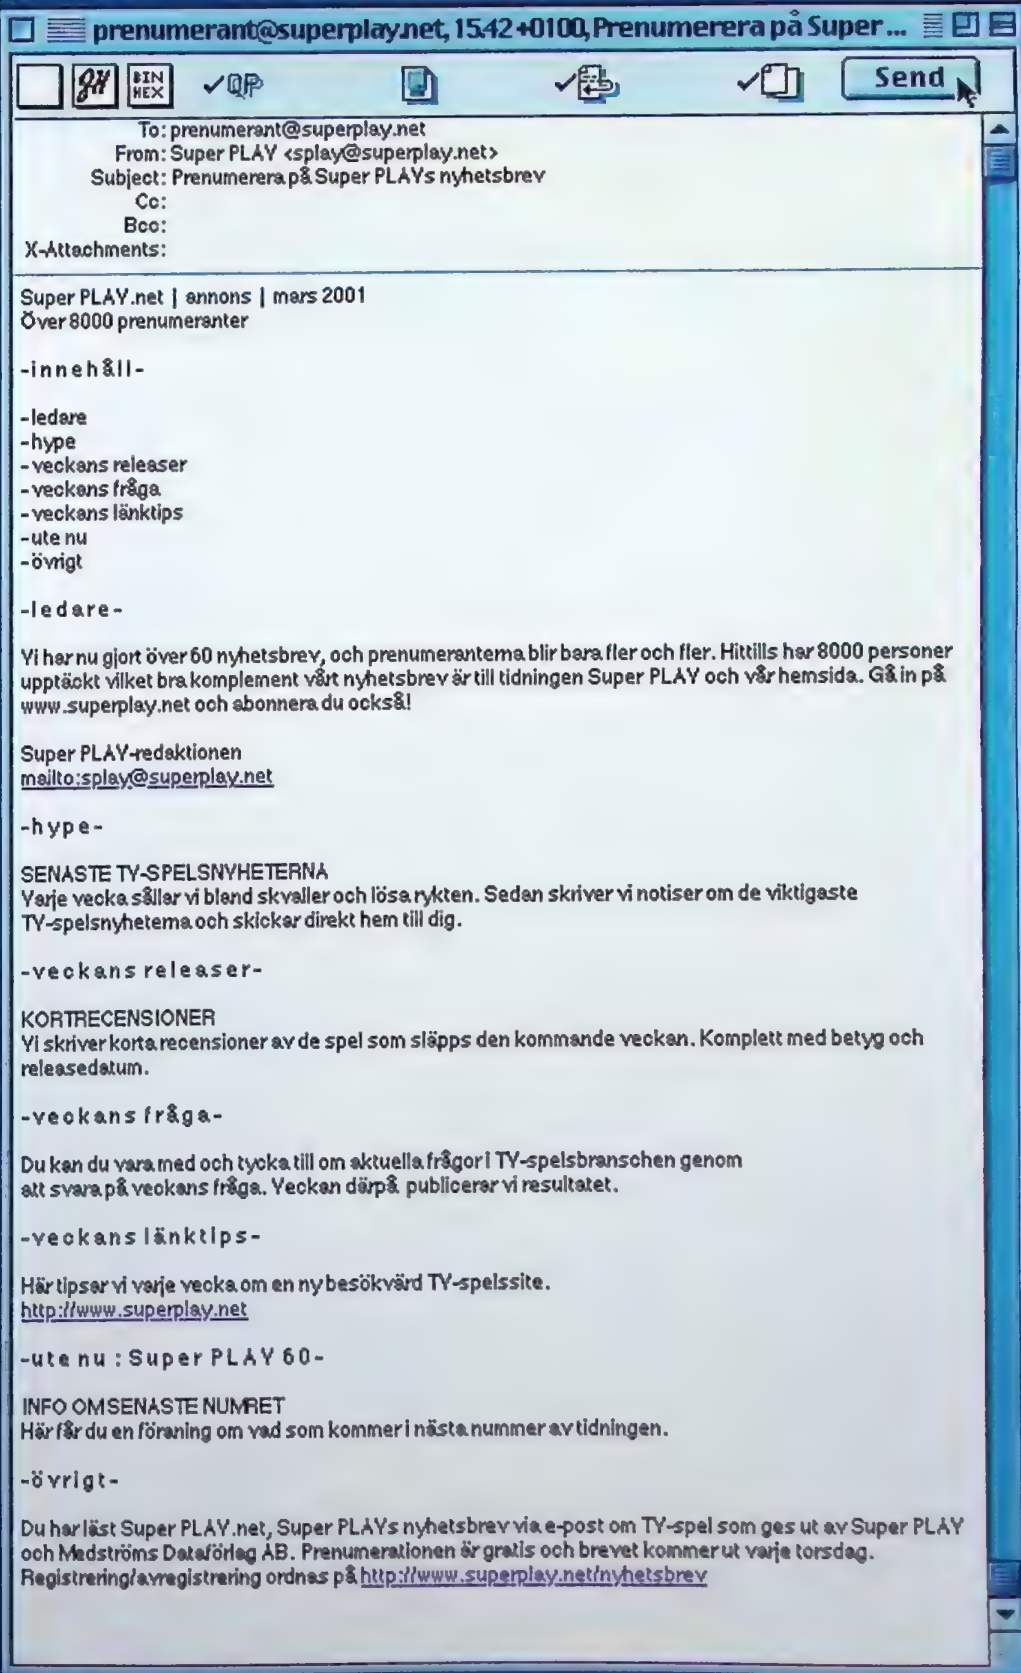 prenumerant@superplay.net, 15.42 +0100, Prenumerera på Super ...
BIN
HEX
QP
Send
To: prenumerant@superplay.net
From: Super PLAY <splay@superplay.net>
Subject: Prenumerera på Super PLAYs nyhetsbrev
Cc:
Bcc:
X-Attachments:
Super PLAY.net | annons | mars 2001
Över 8000 prenumeranter
-innehåll-
-ledare
-hype
-veckans releaser
-veckans fråga
-veckans länktips
-ute nu
-övrigt
-ledare-
Vi har nu gjort över 60 nyhetsbrev, och prenumeranterna blir bara fler och fler. Hittills har 8000 personer
upptäckt vilket bra komplement vårt nyhetsbrev är till tidningen Super PLAY och vår hemsida. Gå in på
www.superplay.net och abonnera du också!
Super PLAY-redaktionen
mailto:splay@superplay.net
-hype-
SENASTE TV-SPELSNYHETERNA
Varje vecka sållar vi bland skvaller och lösa rykten. Sedan skriver vi notiser om de viktigaste
TV-spelsnyheterna och skickar direkt hem till dig.
-veckans releaser-
KORTRECENSIONER
Vi skriver korta recensioner av de spel som släpps den kommande veckan. Komplett med betyg och
releasedatum.
-veckans fråga-
Du kan du vara med och tycka till om aktuella frågor i TV-spelsbranschen genom
att svara på veckans fråga. Veckan därpå publicerar vi resultatet.
-veckans länktips-
Här tipsar vi varje vecka om en ny besökvärd TV-spelssite.
http://www.superplay.net
-ute nu : Super PLAY 60-
INFO OM SENASTE NUMRET
Här får du en föraning om vad som kommer i nästa nummer av tidningen.
-övrigt-
Du har läst Super PLAY.net, Super PLAYs nyhetsbrev via e-post om TV-spel som ges ut av Super PLAY
och Medströms Dataförlag AB. Prenumerationen är gratis och brevet kommer ut varje torsdag.
Registrering/avregistrering ordnas på http://www.superplay.net/nyhetsbrev